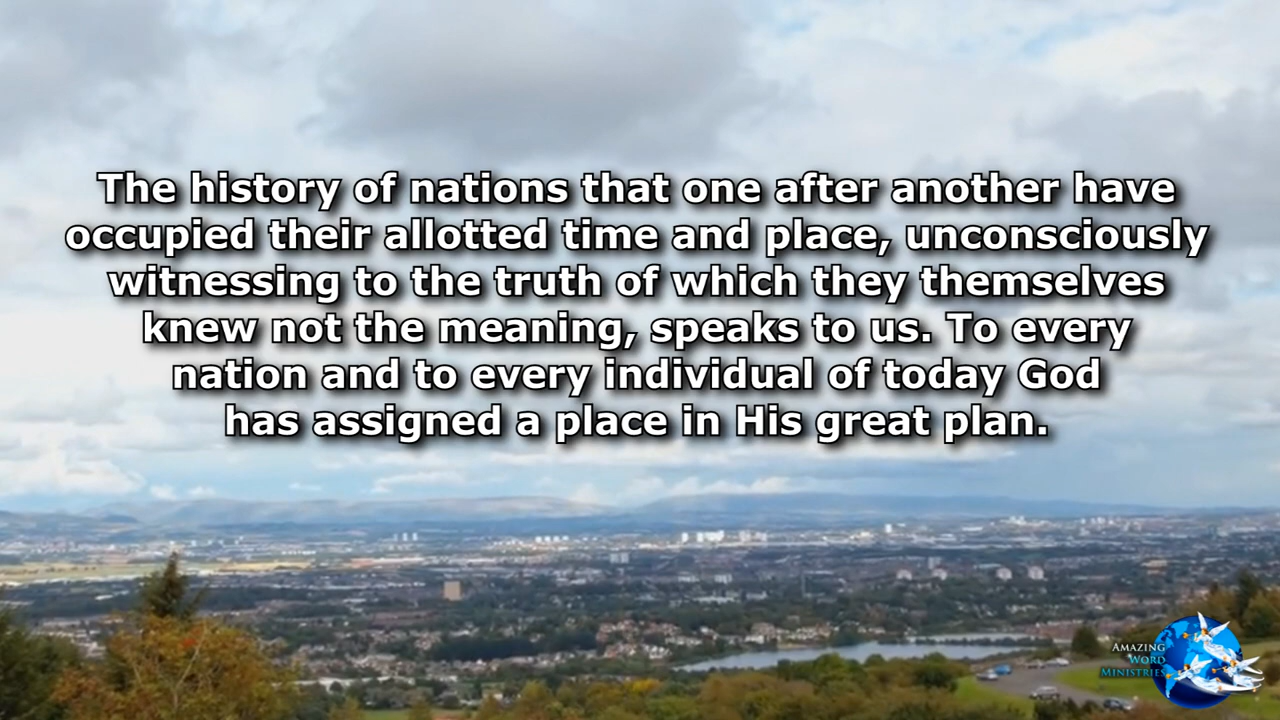 The history of nations that one after another have
occupied their allotted time and place, unconsciously
witnessing to the truth of which they themselves
knew not the meaning, speaks to us. To every
nation and to every individual of today God
has assigned a place in His great plan.
Amazing
Word
Ministries